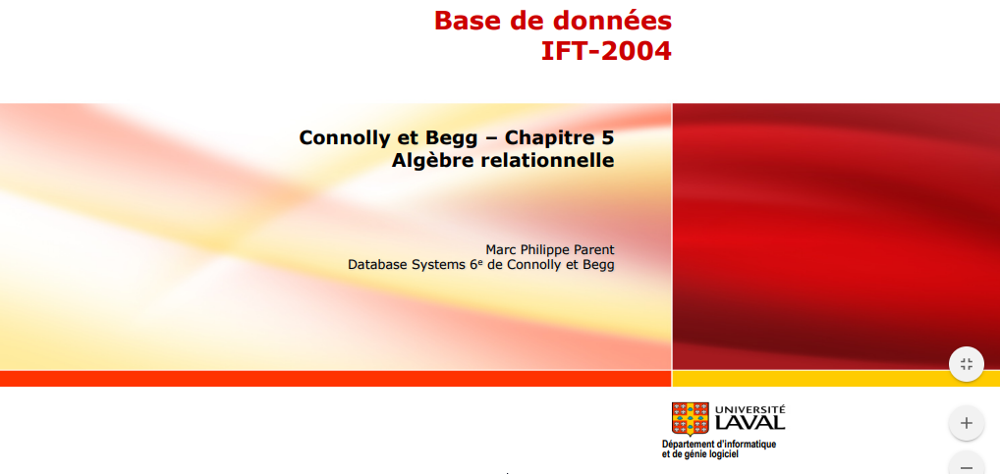 Base de données
IFT-2004
Connolly et Begg – Chapitre 5
Algèbre relationnelle
Marc Philippe Parent
Database Systems 6e de Connolly et Begg
UNIVERSITÉ
LAVAL
Département d'informatique
et de génie logiciel